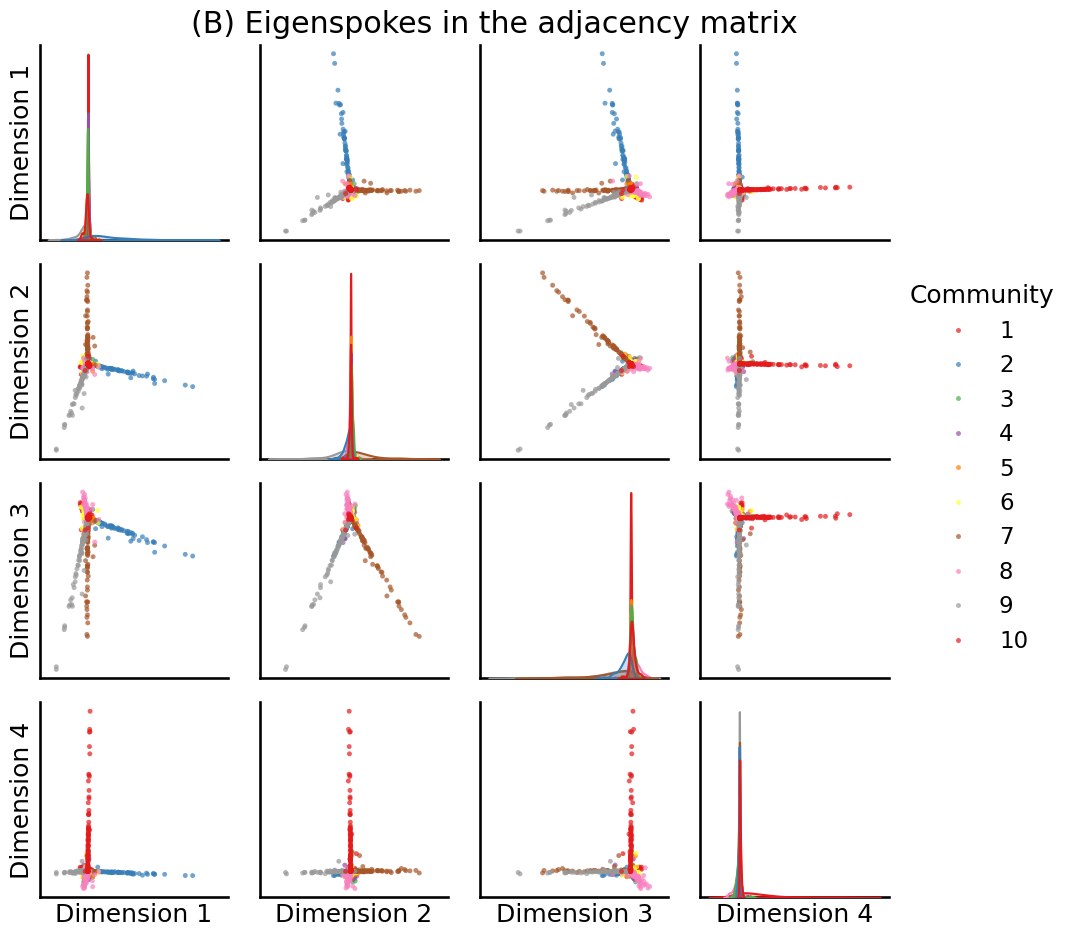 (B) Eigenspokes in the adjacency matrix
Dimension 1
Dimension 2
Dimension 3
Dimension 4
Dimension 1
Dimension 2
Dimension 3
Dimension 4
Community
1
2
3
4
5
6
7
8
9
10